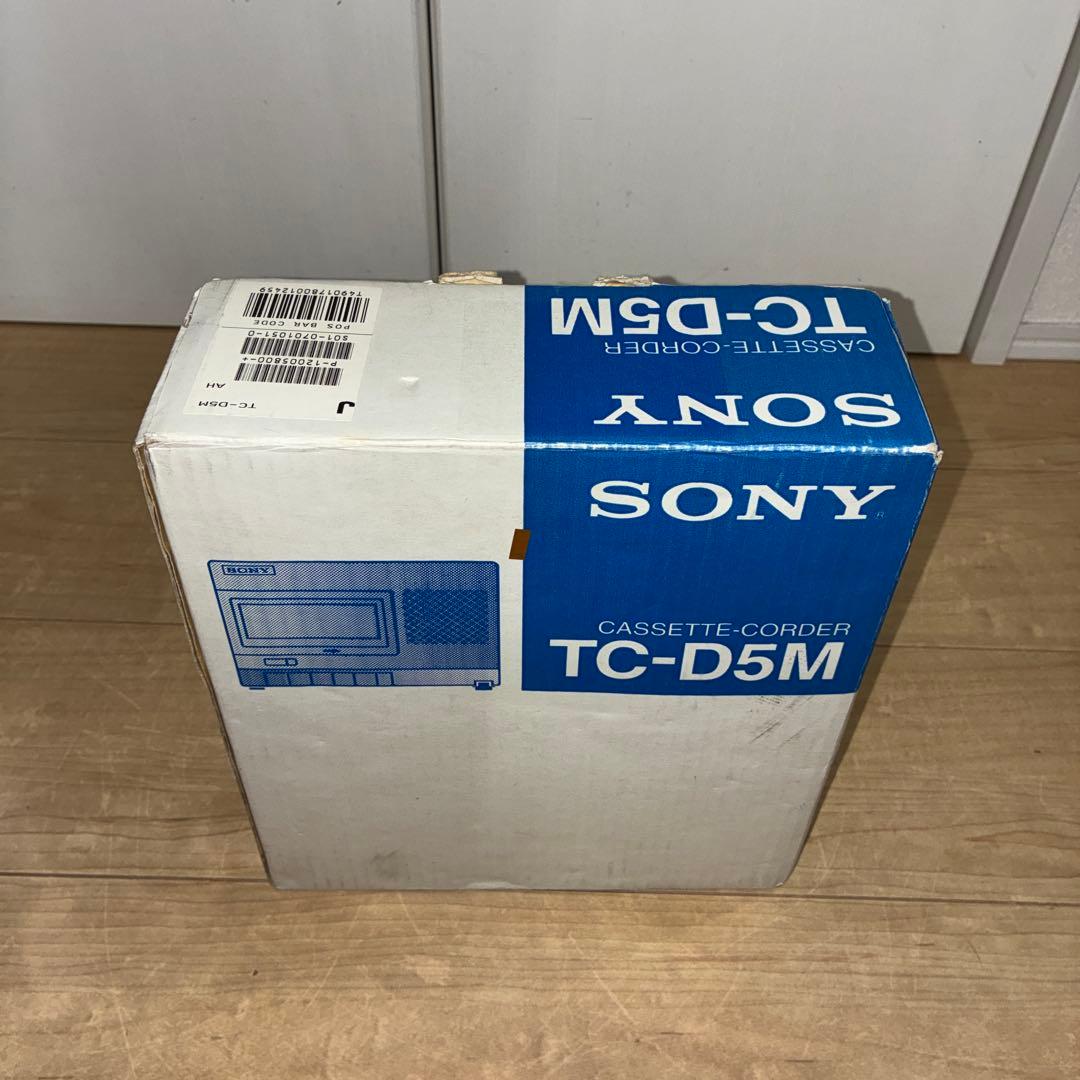 TC-D5M
J
AH
P-12005800-+
S01-0701051-0
POS BAR CODE
T4901780012459
SONY
CASSETTE-CORDER
TC-D5M
SONY
SONY
CASSETTE-CORDER
TC-D5M